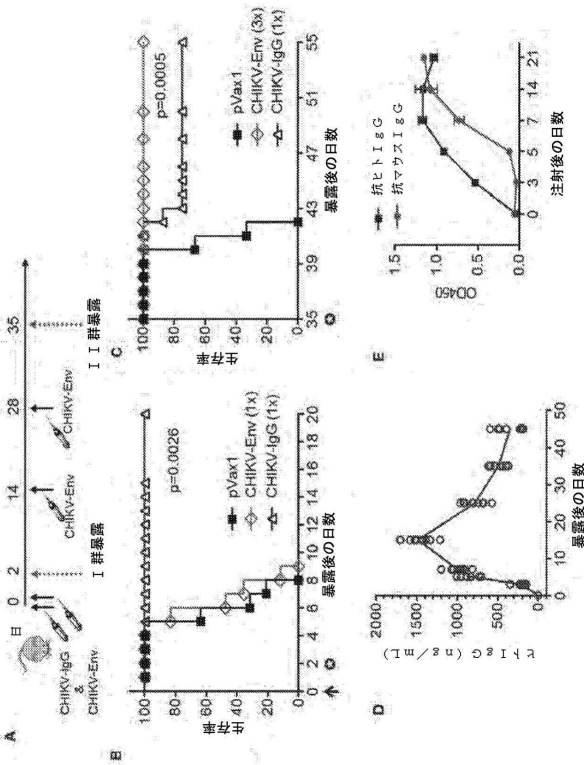 A
日
0
2
14
28
35
CHIKV-IgG
&
CHIKV-Env
CHIKV-Env
CHIKV-Env
I 群暴露
II 群暴露
B
生存率
100
80
60
40
20
0
p=0.0026
pVax1
CHIKV-Env (1x)
CHIKV-IgG (1x)
0 2 4 6 8 10 12 14 16 18 20
暴露後の日数
C
生存率
100
80
60
40
20
0
p=0.0005
pVax1
CHIKV-Env (3x)
CHIKV-IgG (1x)
35 39 43 47 51 55
暴露後の日数
D
ヒトIgG (ng/mL)
2000
1500
1000
500
0
0 10 20 30 40 50
暴露後の日数
E
OD450
1.5
1.0
0.5
0.0
抗ヒトIgG
抗マウスIgG
0 3 5 7 14 21
注射後の日数